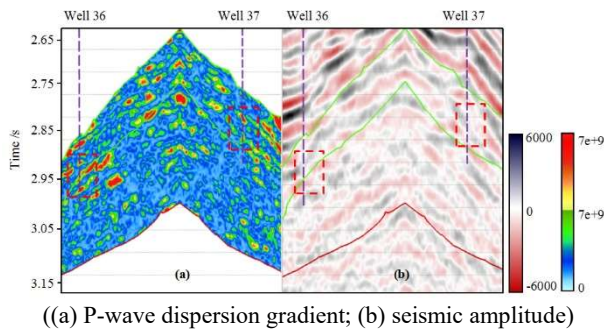 Well 36 Well 37 Well 36 Well 37
2.65
2.75
2.85
2.95
3.05
3.15
Time /s
(a)
(b)
6000
0
-6000
7e+9
7e+9
0
((a) P-wave dispersion gradient; (b) seismic amplitude)